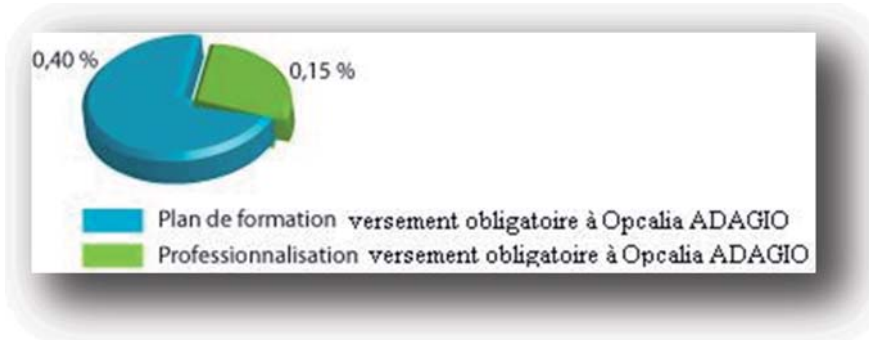 0,40 %
0,15 %
Plan de formation versement obligatoire à Opcalia ADAGIO
Professionnalisation versement obligatoire à Opcalia ADAGIO